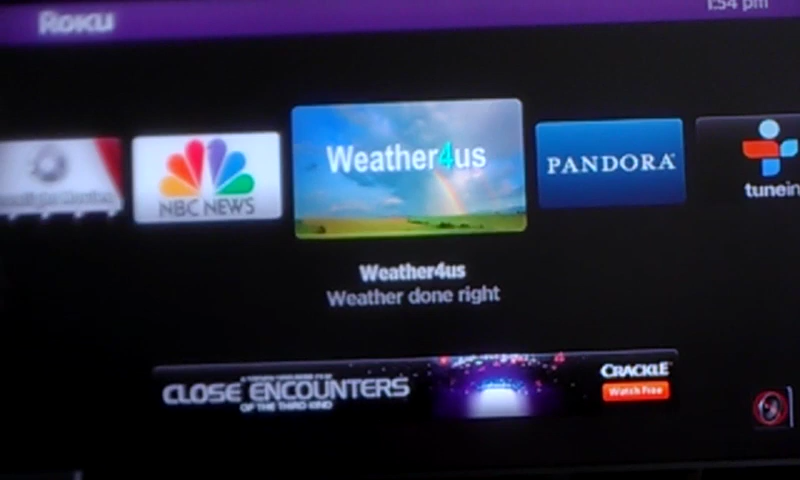 Roku
1:54 pm
NBC NEWS
Weather4us
PANDORA
tunein
Weather4us
Weather done right
CLOSE ENCOUNTERS
OF THE THIRD KIND
CRACKLE
Watch Free